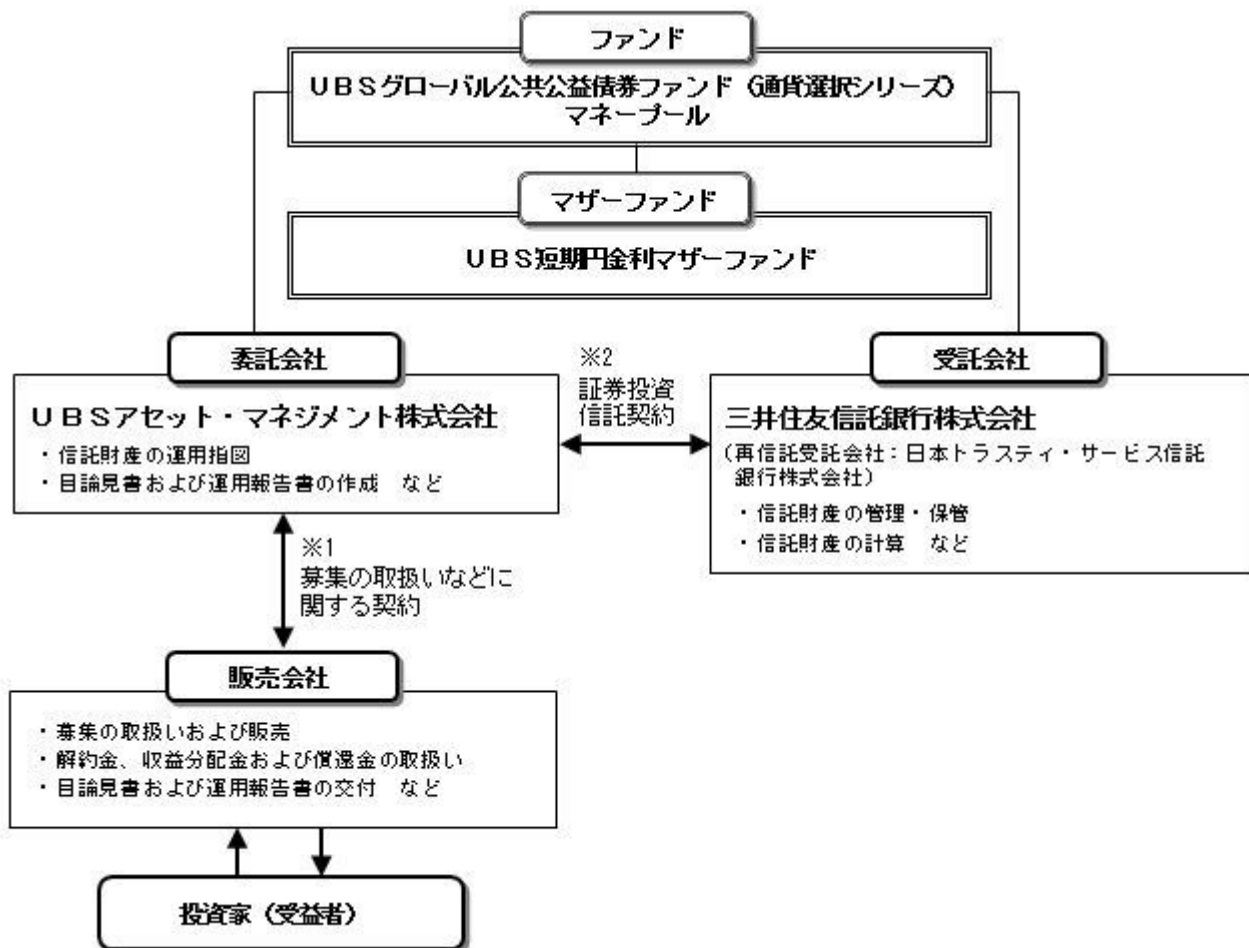 ファンド
ＵＢＳグローバル公共公益債券ファンド（通貨選択シリーズ）
マネープール
マザーファンド
ＵＢＳ短期円金利マザーファンド
委託会社
ＵＢＳアセット・マネジメント株式会社
・信託財産の運用指図
・目論見書および運用報告書の作成　など
※2
証券投資
信託契約
受託会社
三井住友信託銀行株式会社
（再信託受託会社：日本トラスティ・サービス信託
銀行株式会社）
・信託財産の管理・保管
・信託財産の計算　など
※1
募集の取扱いなどに
関する契約
販売会社
・募集の取扱いおよび販売
・解約金、収益分配金および償還金の取扱い
・目論見書および運用報告書の交付　など
投資家（受益者）